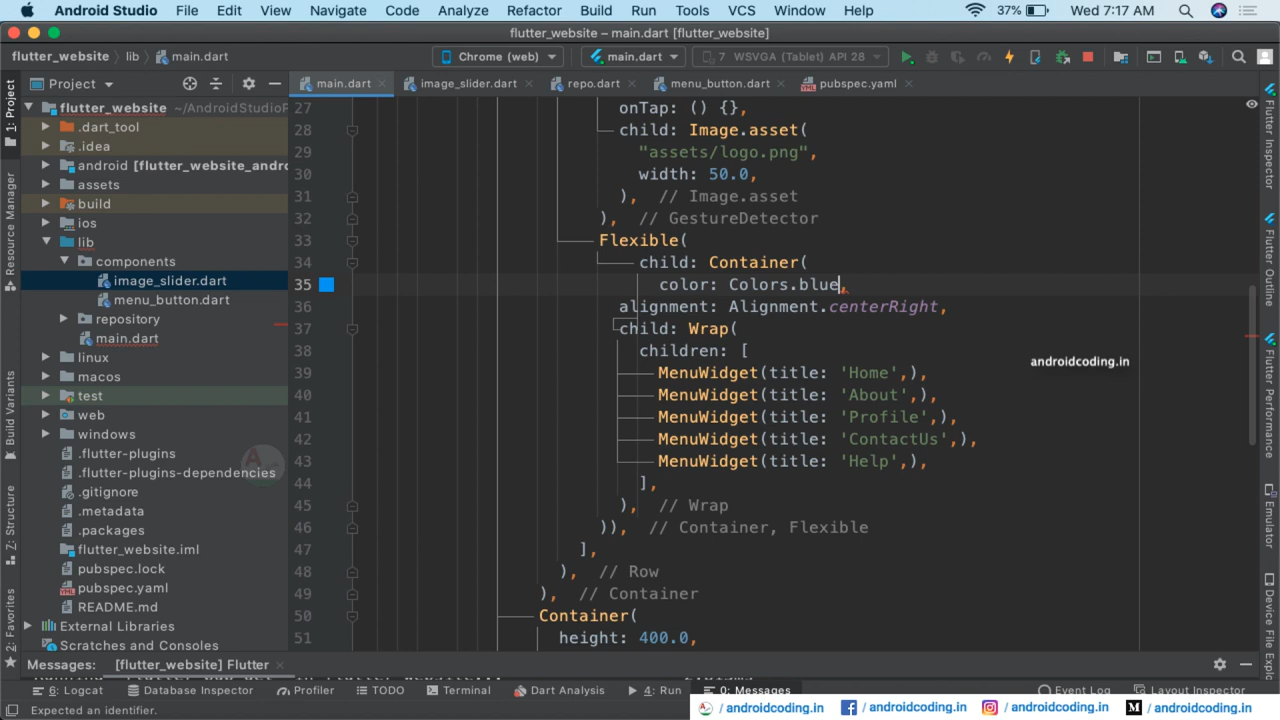 Android Studio File Edit View Navigate Code Analyze Refactor Build Run Tools VCS Window Help 37% Wed 7:17 AM
flutter_website – main.dart [flutter_website]
flutter_website lib main.dart Chrome (web) main.dart 7 WSVGA (Tablet) API 28
Project main.dart image_slider.dart repo.dart menu_button.dart pubspec.yaml
1: Project
Resource Manager
Build Variants
Z: Structure
2: Favorites
flutter_website ~/AndroidStudioP
.dart_tool
.idea
android [flutter_website_andro
assets
build
ios
lib
components
image_slider.dart
menu_button.dart
repository
main.dart
linux
macos
test
web
windows
.flutter-plugins
.flutter-plugins-dependencies
.gitignore
.metadata
.packages
flutter_website.iml
pubspec.lock
pubspec.yaml
README.md
External Libraries
Scratches and Consoles
27 onTap: () {},
28 child: Image.asset(
29 "assets/logo.png",
30 width: 50.0,
31 ), // Image.asset
32 ), // GestureDetector
33 Flexible(
34 child: Container(
35 color: Colors.blue,
36 alignment: Alignment.centerRight,
37 child: Wrap(
38 children: [
39 MenuWidget(title: 'Home',),
40 MenuWidget(title: 'About',),
41 MenuWidget(title: 'Profile',),
42 MenuWidget(title: 'ContactUs',),
43 MenuWidget(title: 'Help',),
44 ],
45 ), // Wrap
46 )), // Container, Flexible
47 ],
48 ), // Row
49 ), // Container
50 Container(
51 height: 400.0,
androidcoding.in
Flutter Inspector
Flutter Outline
Flutter Performance
Emulator
Device File Explo
Messages: [flutter_website] Flutter
6: Logcat Database Inspector Profiler TODO Terminal Dart Analysis 4: Run 0: Messages Event Log Layout Inspector
Expected an identifier.
/androidcoding.in /androidcoding.in /androidcoding.in /androidcoding.in